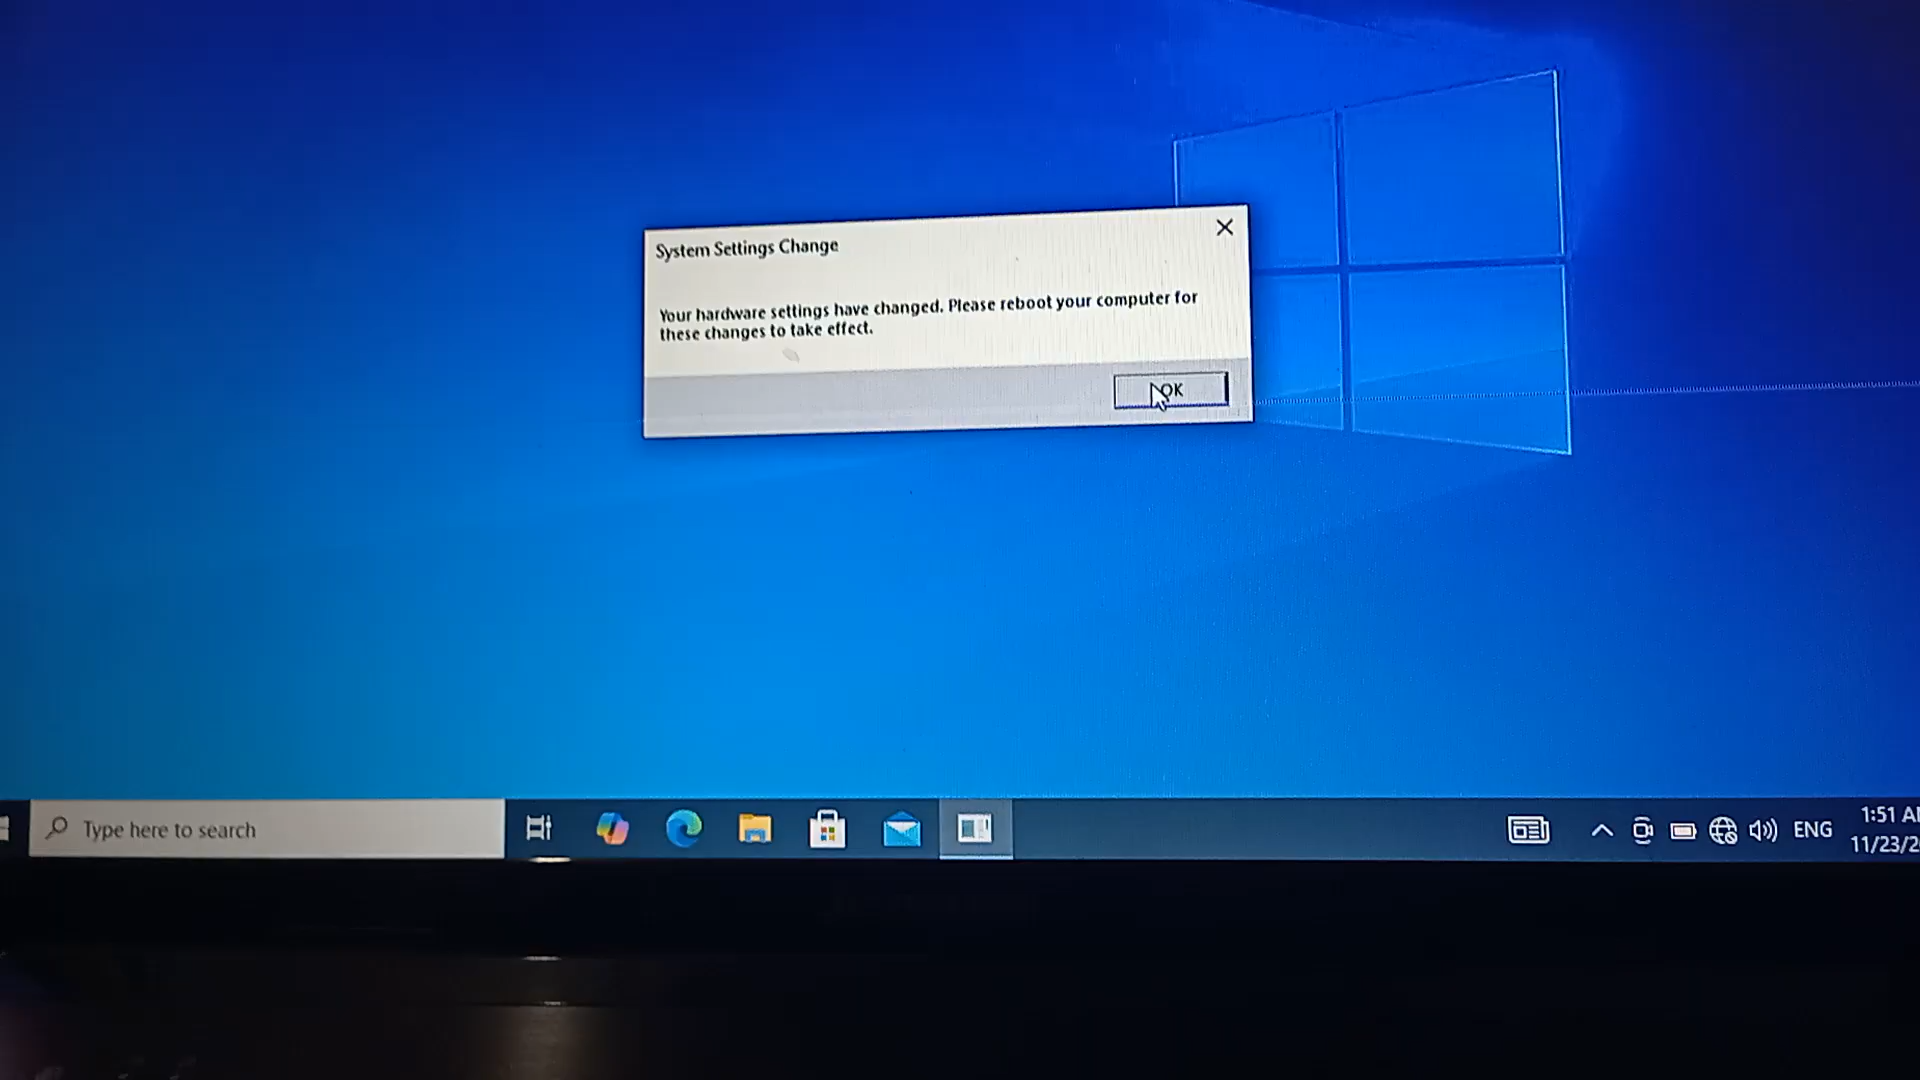 System Settings Change
Your hardware settings have changed. Please reboot your computer for
these changes to take effect.
OK
Type here to search
ENG
1:51 A
11/23/2